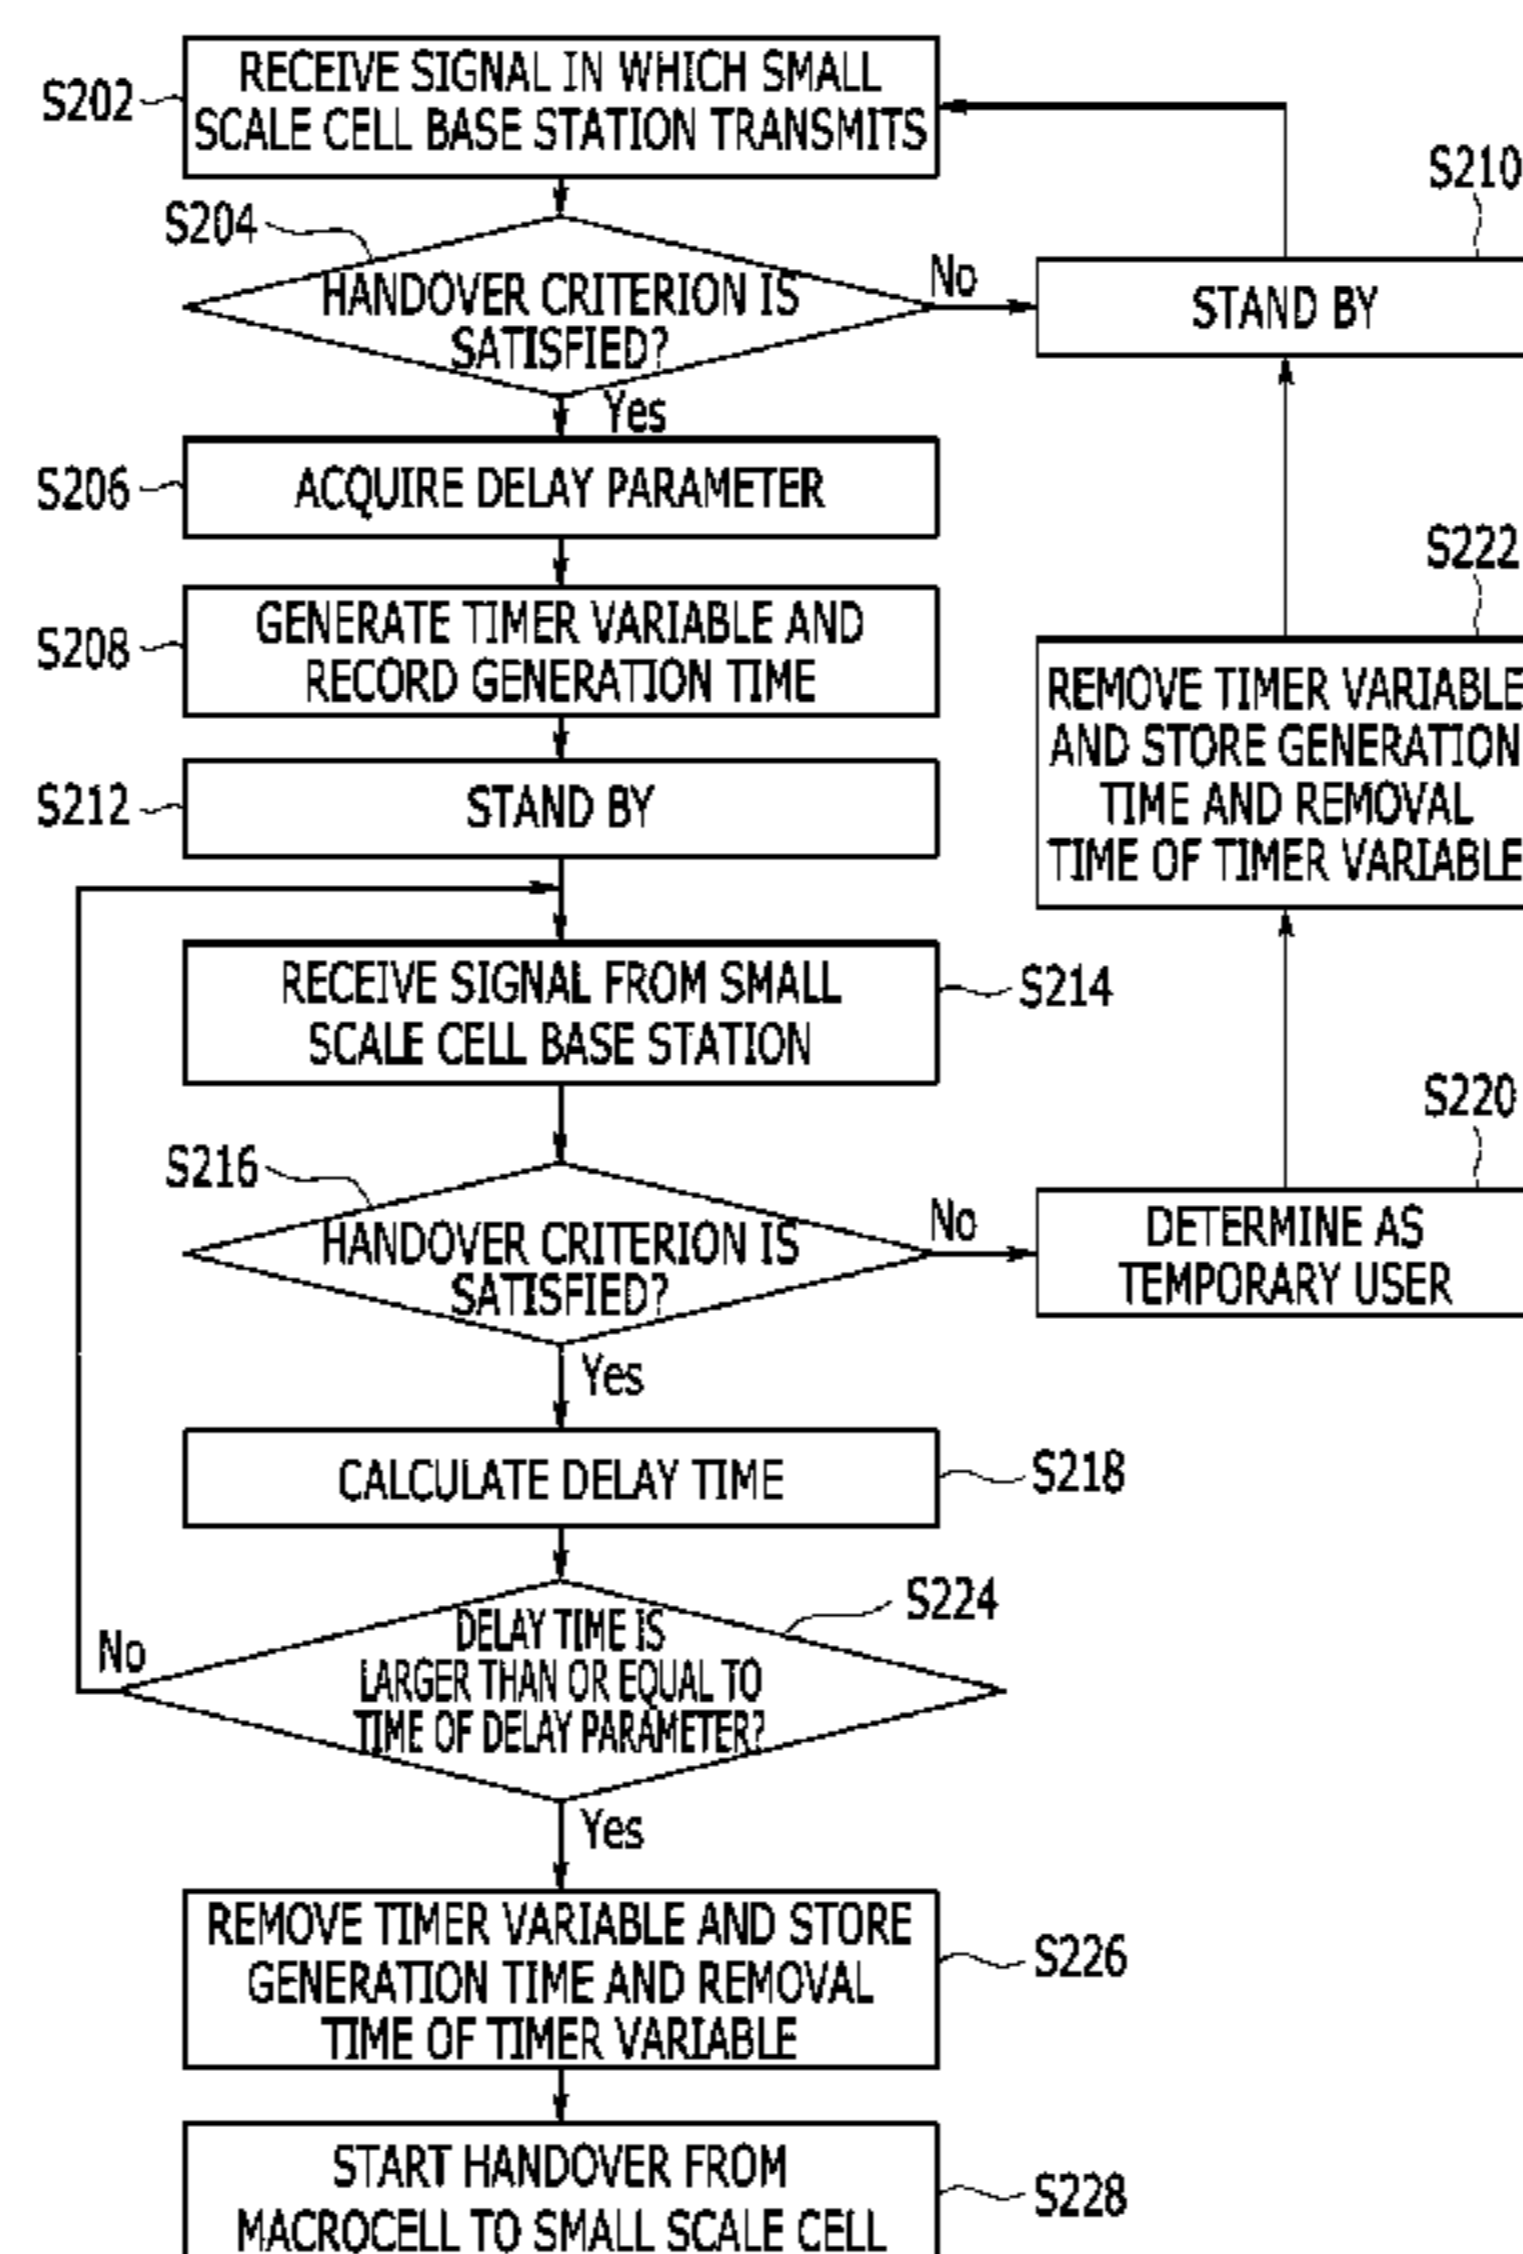 S202
RECEIVE SIGNAL IN WHICH SMALL
SCALE CELL BASE STATION TRANSMITS
S204
HANDOVER CRITERION IS
SATISFIED?
No
S210
STAND BY
Yes
S206
ACQUIRE DELAY PARAMETER
S208
GENERATE TIMER VARIABLE AND
RECORD GENERATION TIME
S222
REMOVE TIMER VARIABLE
AND STORE GENERATION
TIME AND REMOVAL
TIME OF TIMER VARIABLE
S212
STAND BY
RECEIVE SIGNAL FROM SMALL
SCALE CELL BASE STATION
S214
S216
HANDOVER CRITERION IS
SATISFIED?
No
S220
DETERMINE AS
TEMPORARY USER
Yes
CALCULATE DELAY TIME
S218
S224
DELAY TIME IS
LARGER THAN OR EQUAL TO
TIME OF DELAY PARAMETER?
No
Yes
REMOVE TIMER VARIABLE AND STORE
GENERATION TIME AND REMOVAL
TIME OF TIMER VARIABLE
S226
START HANDOVER FROM
MACROCELL TO SMALL SCALE CELL
S228